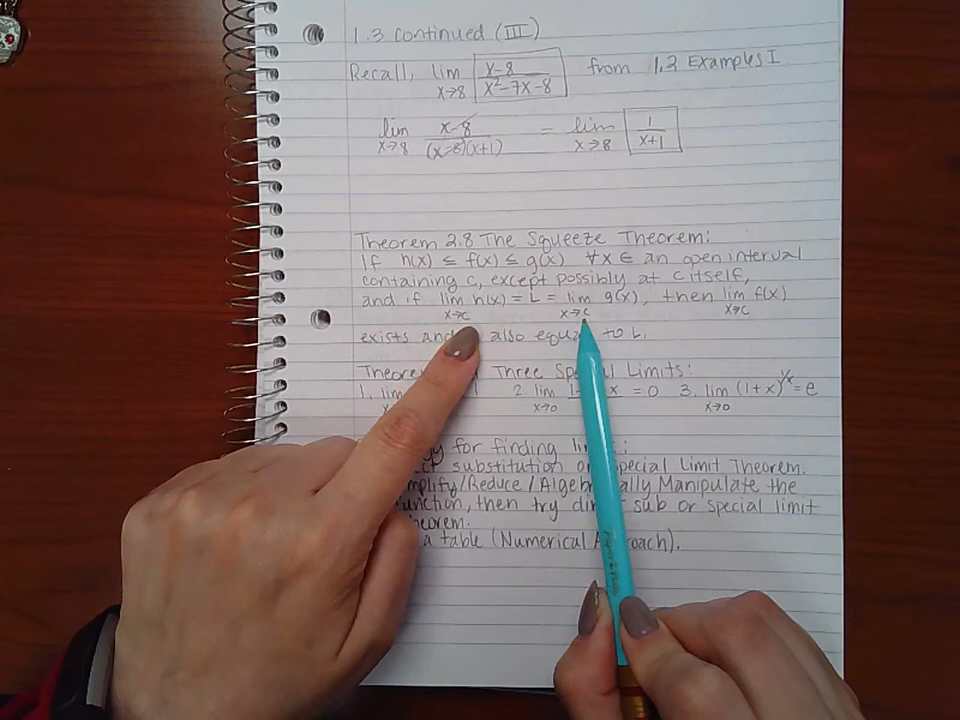 1.3 continued (III)
Recall, lim x→8 x-8 / x²-7x-8 from 1.2 Examples I
lim x→8 x-8 / (x-8)(x+1) = lim x→8 1 / x+1
Theorem 2.8 The Squeeze Theorem:
If h(x) ≤ f(x) ≤ g(x) ∀x ∈ an open interval
containing c, except possibly at c itself,
and if lim x→c h(x) = L = lim x→c g(x), then lim x→c f(x)
exists and also equal to L.
Three Special Limits:
1. lim 2. lim x→0 = 0 3. lim x→0 (1+x)^1/x = e
for finding
substitution or Special Limit Theorem.
/Reduce/Algebraically Manipulate the
function, then try direct sub or special limit
theorem.
a table (Numerical Approach).